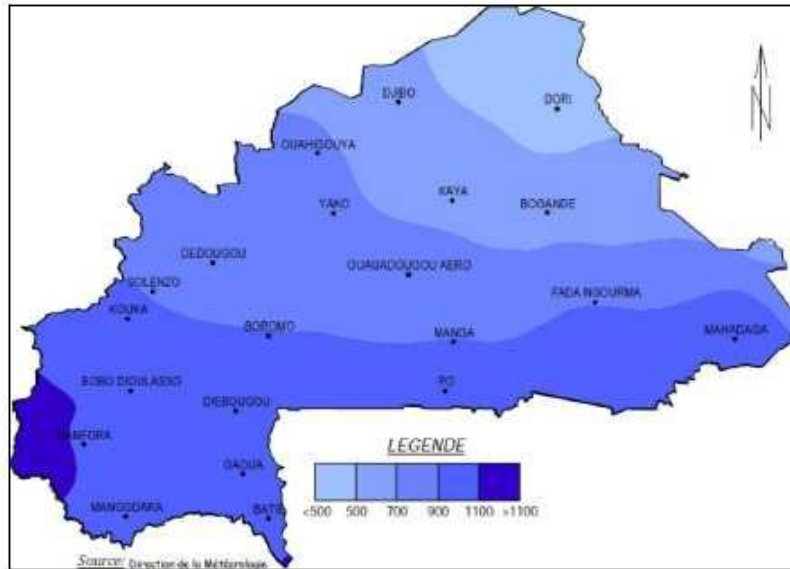 DJIBO
DORI
N
OUAHIGOUYA
KAYA
YAKO
BOGANDE
DEDOUGOU
OUAGADOUGOU AERO
SOLENZO
FADA NGOURMA
KOUKA
BOROMO
MANGA
MAHADAGA
BOBO DIOULASSO
PO
DIEBOUGOU
BANFORA
LEGENDE
GAOUA
<500 500 700 900 1100 >1100
MANGODARA
BATIE
Source: Direction de la Météorologie